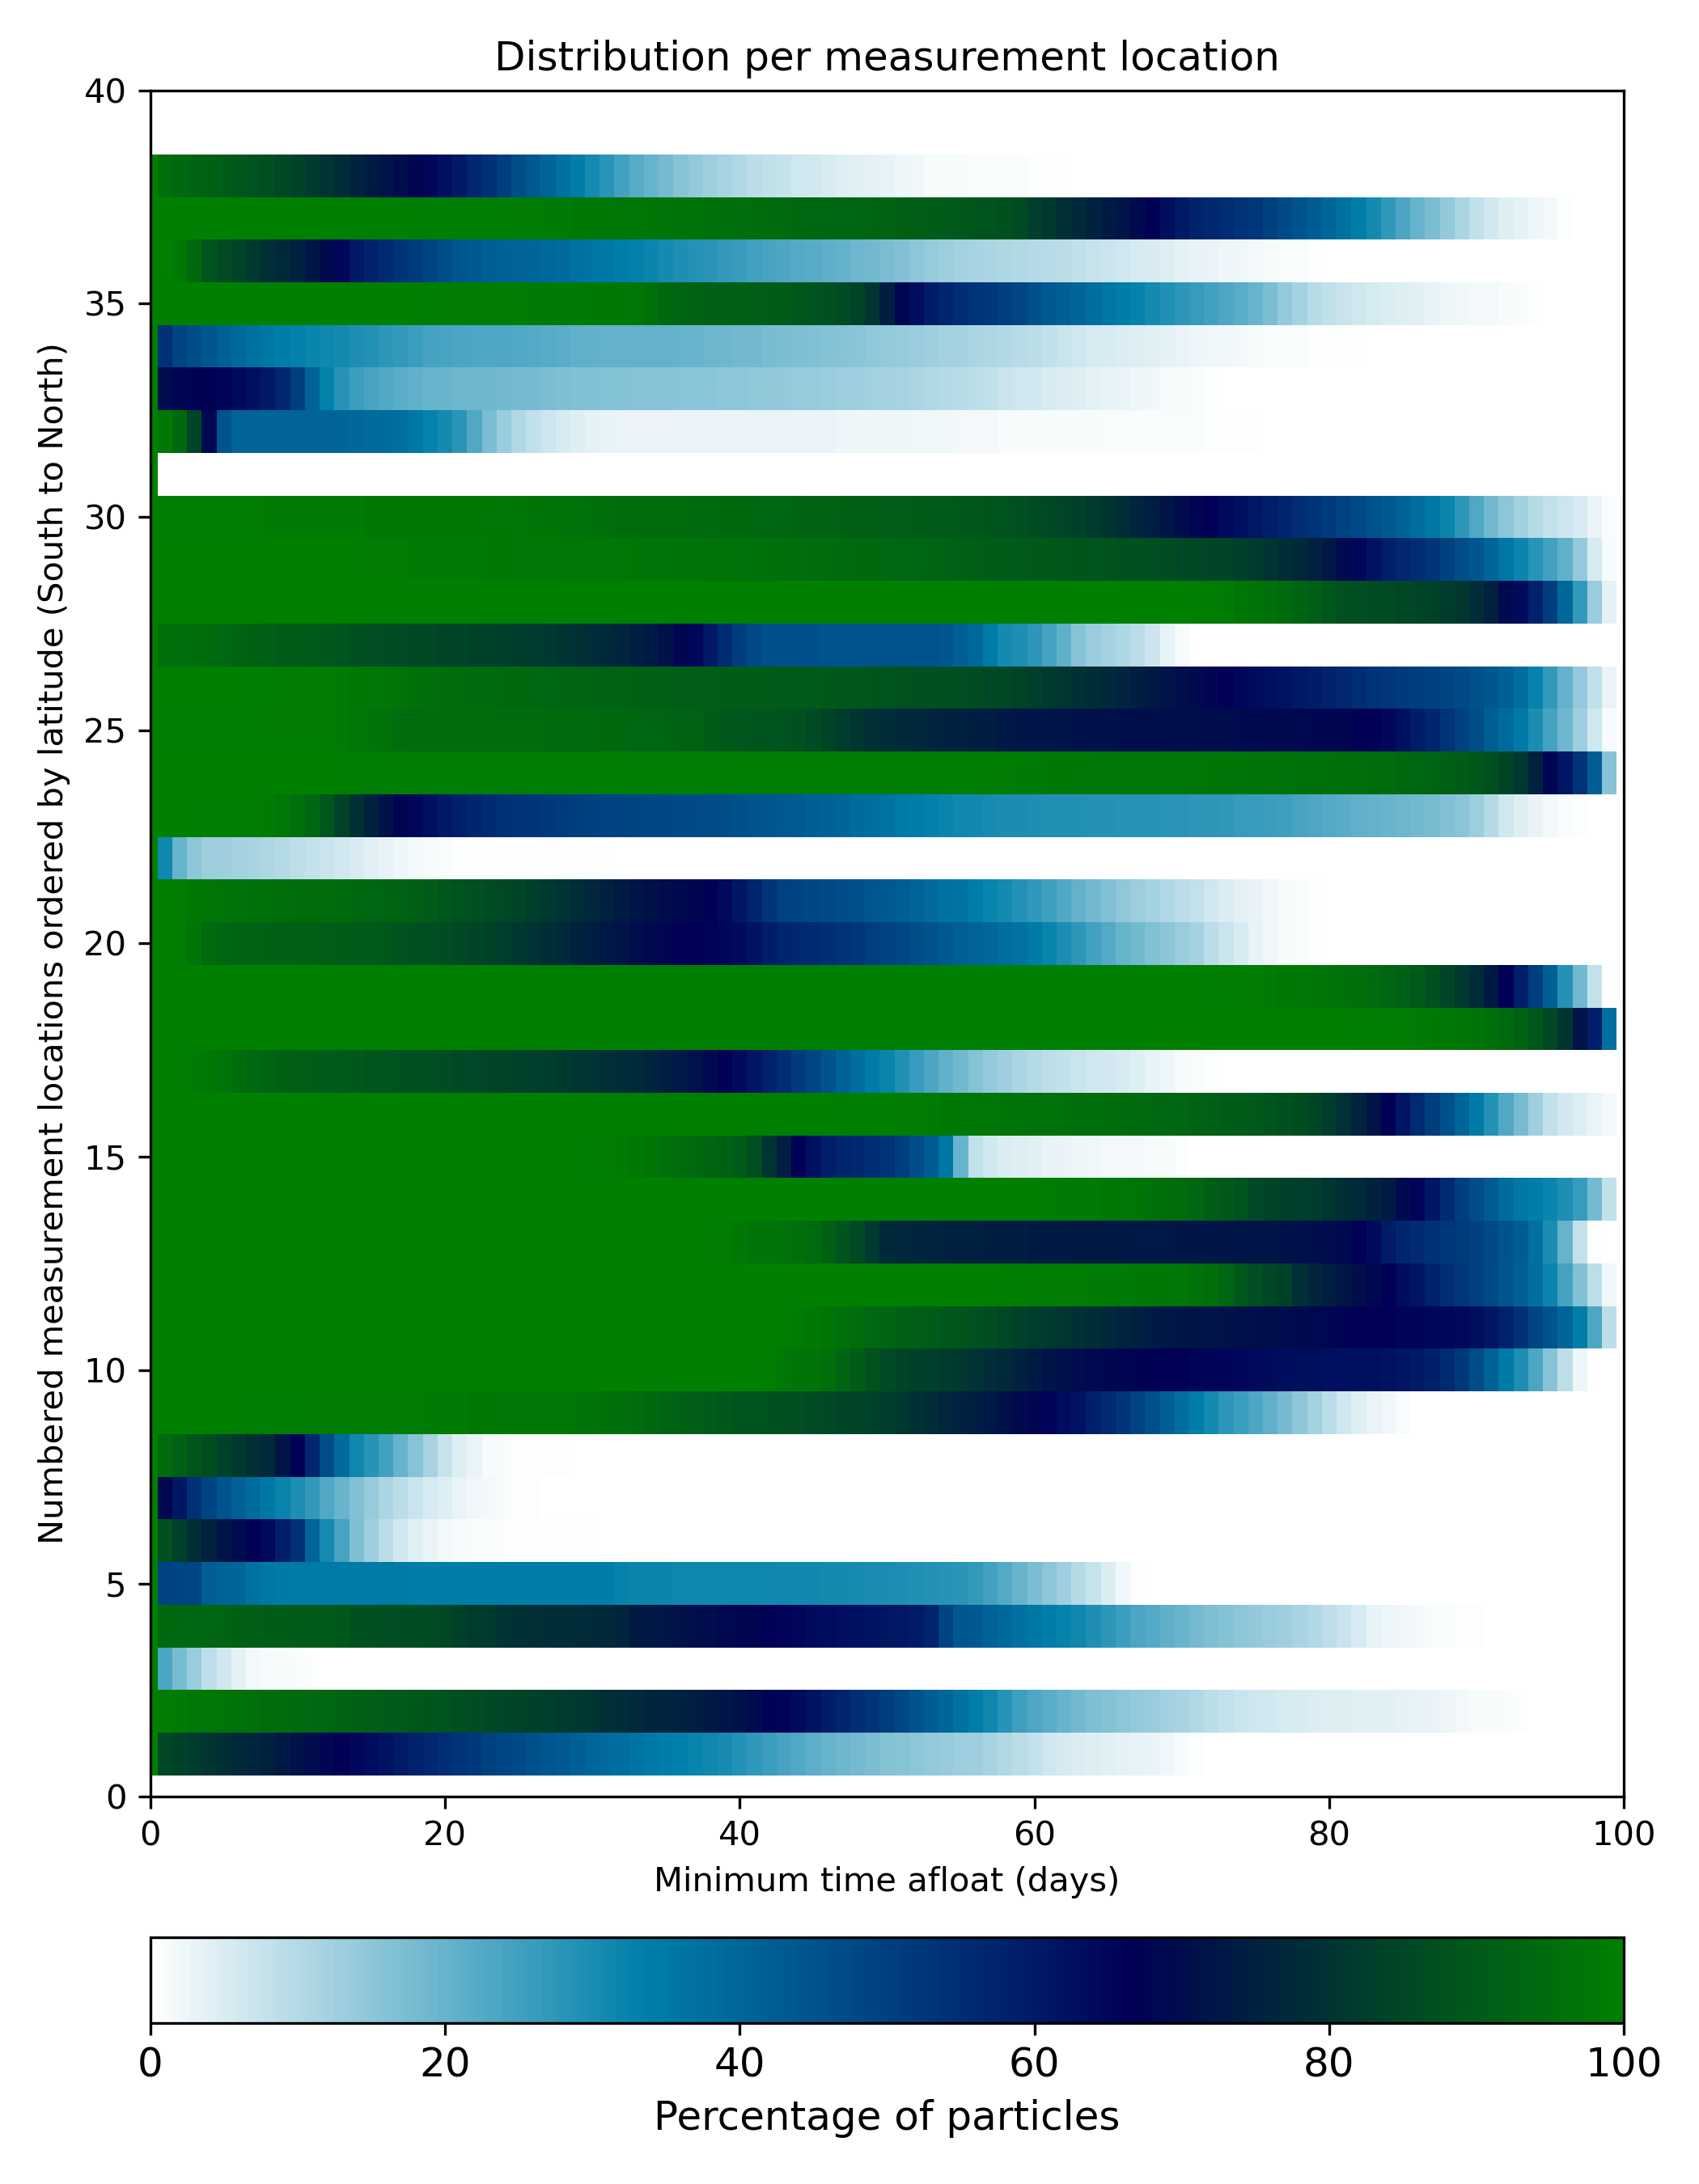 Distribution per measurement location
Numbered measurement locations ordered by latitude (South to North)
40
35
30
25
20
15
10
5
0
0 20 40 60 80 100
Minimum time afloat (days)
0 20 40 60 80 100
Percentage of particles